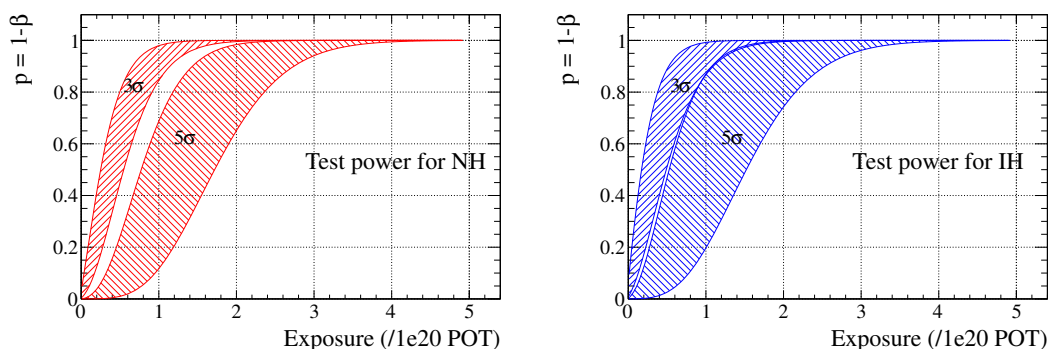 p = 1-β
1
0.8
0.6
0.4
0.2
0
3σ
5σ
Test power for NH
0 1 2 3 4 5
Exposure (/1e20 POT)
p = 1-β
1
0.8
0.6
0.4
0.2
0
3σ
5σ
Test power for IH
0 1 2 3 4 5
Exposure (/1e20 POT)